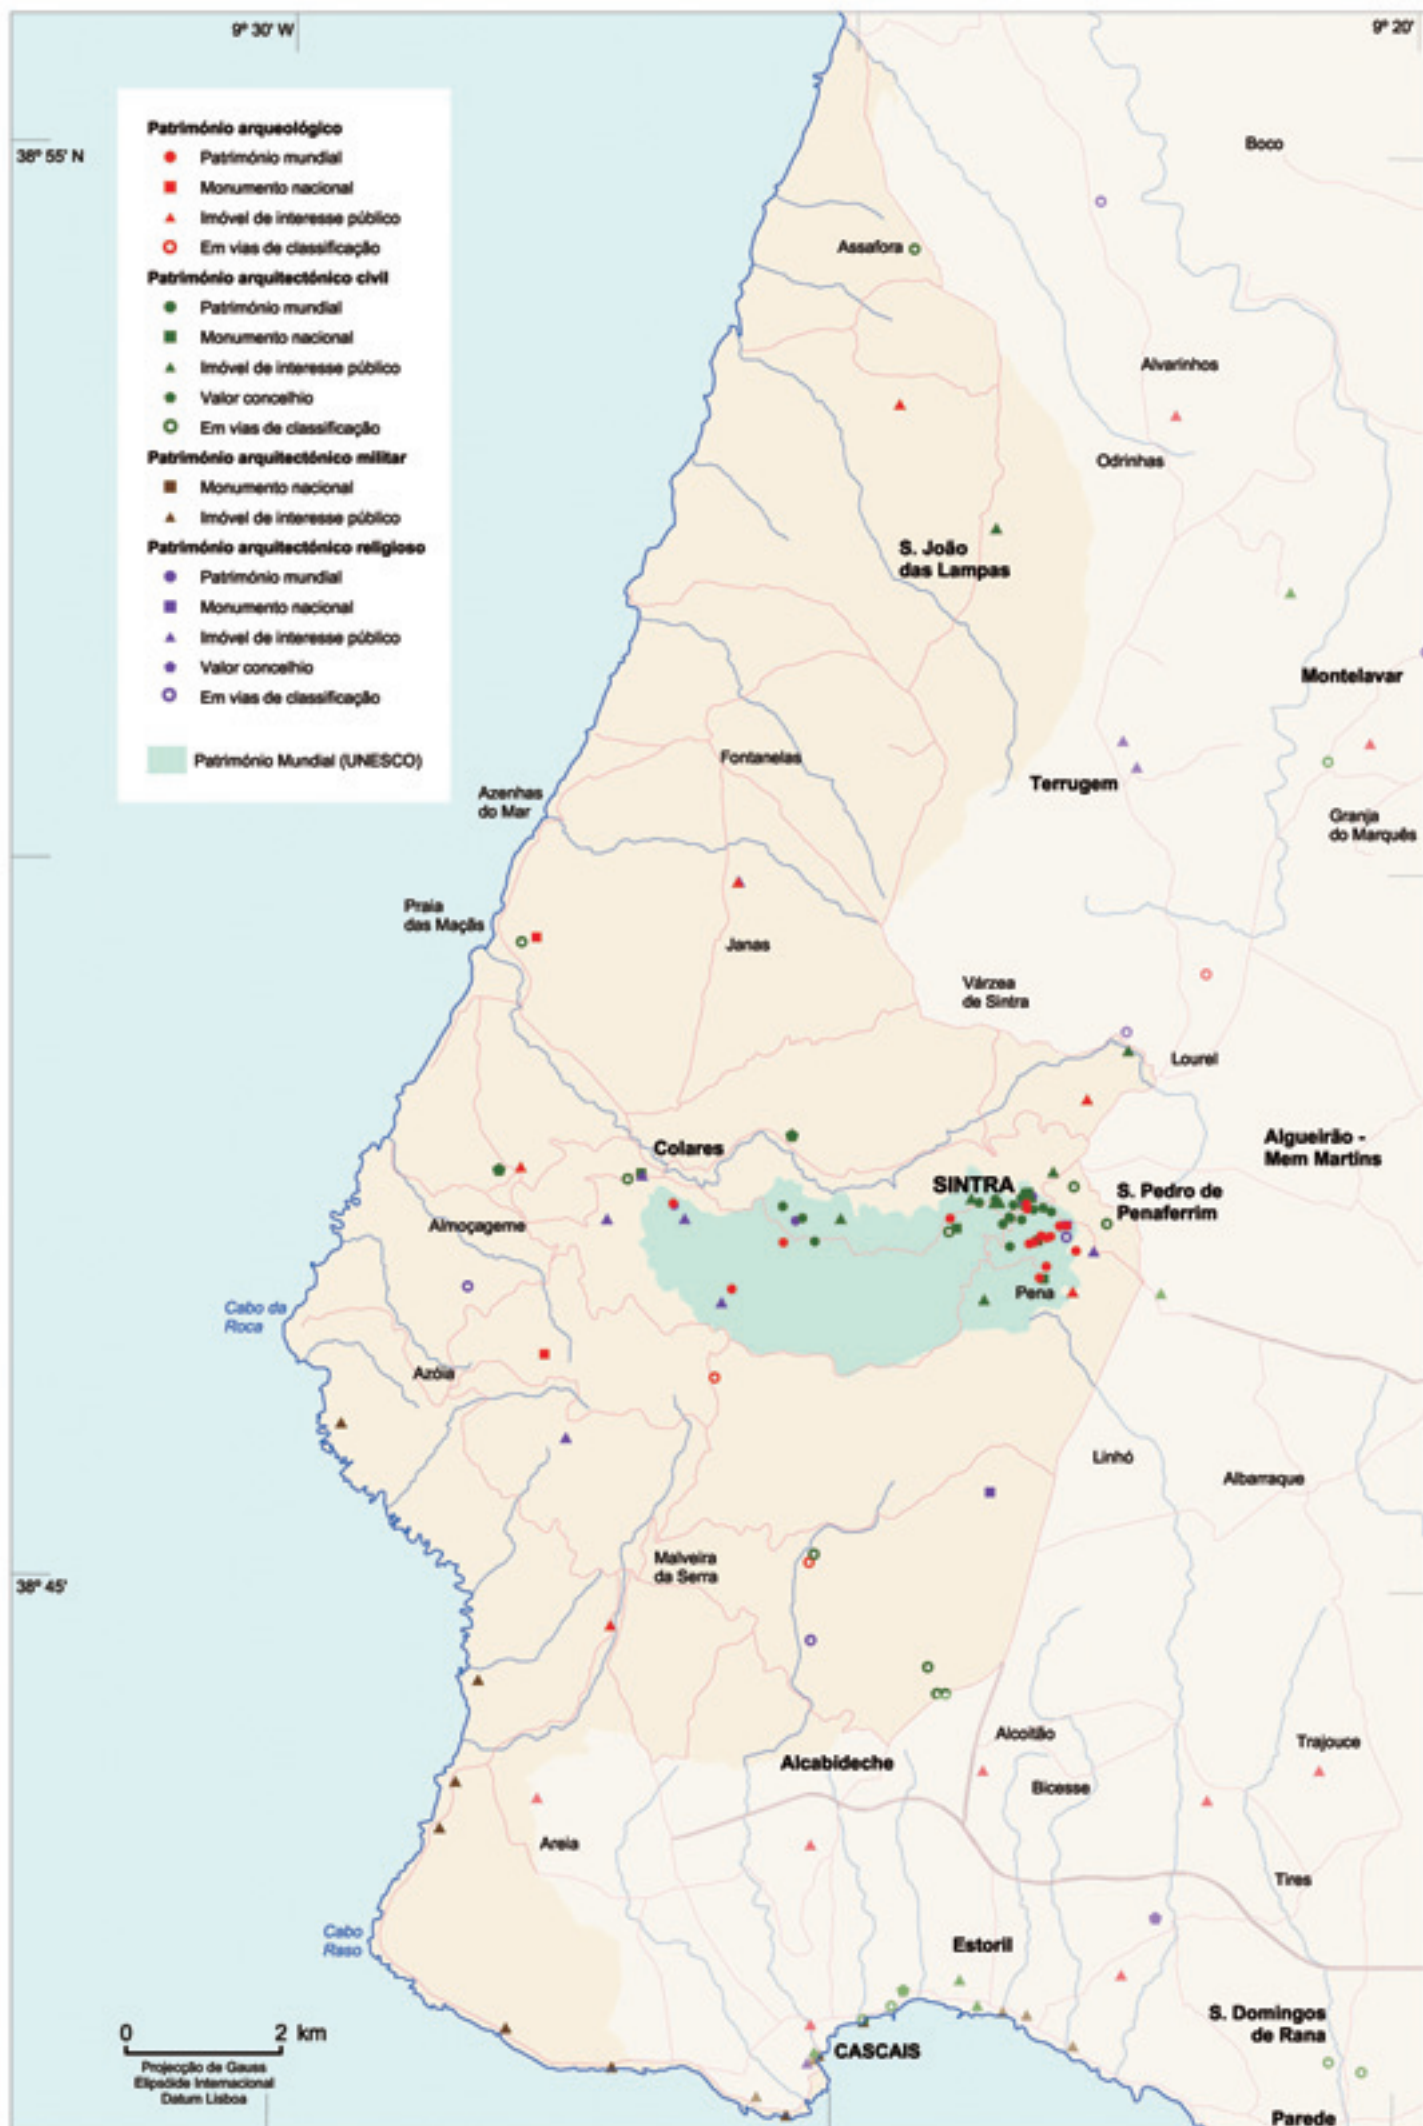 9º 30' W
9º 20'
38º 55' N
Património arqueológico
Património mundial
Monumento nacional
Imóvel de interesse público
Em vias de classificação
Património arquitectónico civil
Património mundial
Monumento nacional
Imóvel de interesse público
Valor concelhio
Em vias de classificação
Património arquitectónico militar
Monumento nacional
Imóvel de interesse público
Património arquitectónico religioso
Património mundial
Monumento nacional
Imóvel de interesse público
Valor concelhio
Em vias de classificação
Património Mundial (UNESCO)
Boco
Assafora
Alvarinhos
Odrinhas
S. João
das Lampas
Montelavar
Fontanelas
Terrugem
Azenhas
do Mar
Granja
do Marquês
Praia
das Maçãs
Janas
Várzea
de Sintra
Lourel
Colares
Algueirão -
Mem Martins
SINTRA
S. Pedro de
Penaferrim
Almoçageme
Pena
Cabo da
Roca
Azóia
Linhó
Albarraque
Malveira
da Serra
38º 45'
Alcoitão
Trajouce
Alcabideche
Bicesse
Areia
Tires
Cabo
Raso
Estoril
S. Domingos
de Rana
CASCAIS
Parede
0 2 km
Projecção de Gauss
Elipsóide Internacional
Datum Lisboa